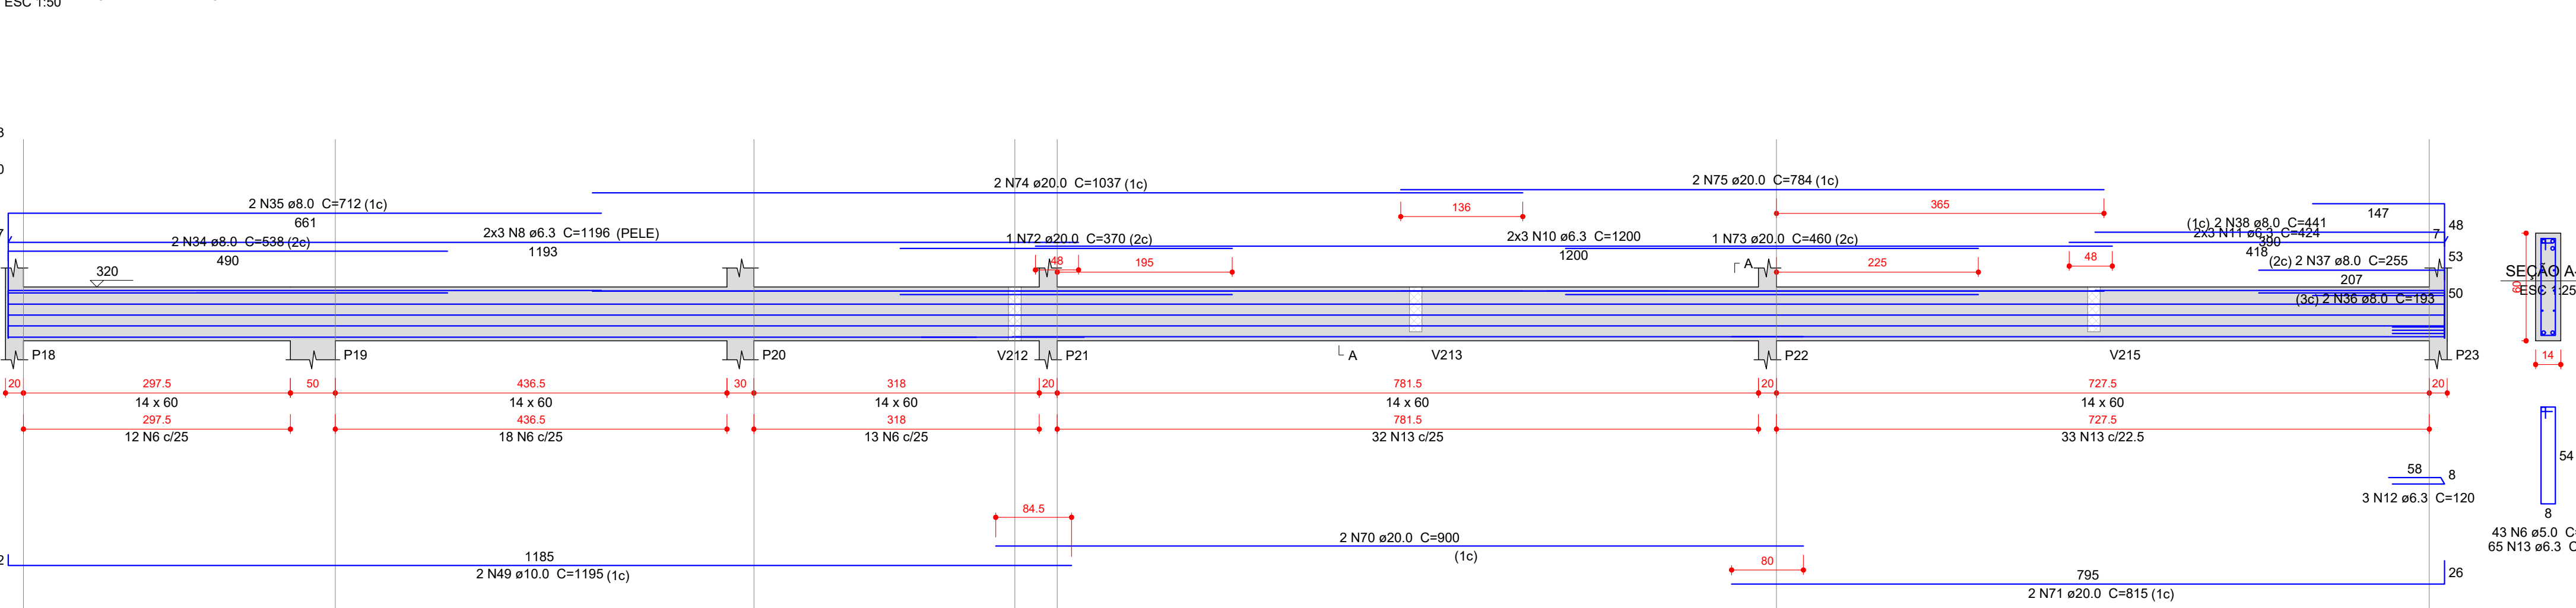 ESC 1:50
2 N74 ø20.0 C=1037 (1c)
2 N75 ø20.0 C=784 (1c)
2 N35 ø8.0 C=712 (1c)
661
136
365
147
(1c) 2 N38 ø8.0 C=441
48
2x3 N8 ø6.3 C=1196 (PELE)
2x3 N11 ø6.3 C=424
7
2 N34 ø8.0 C=538 (2c)
1 N72 ø20.0 C=370 (2c)
2x3 N10 ø6.3 C=1200
1 N73 ø20.0 C=460 (2c)
390
490
1193
1200
418
48
195
225
48
53
(2c) 2 N37 ø8.0 C=255
320
A
207
SEÇÃO A
ESC 1:25
60
(3c) 2 N36 ø8.0 C=193
50
P18
P19
P20
V212
P21
A
V213
P22
V215
P23
14
20 297.5 50 436.5 30 318 20 781.5 20 727.5 20
14 x 60 14 x 60 14 x 60 14 x 60 14 x 60
297.5 436.5 318 781.5 727.5
12 N6 c/25 18 N6 c/25 13 N6 c/25 32 N13 c/25 33 N13 c/22.5
54
58
8
3 N12 ø6.3 C=120
8
84.5
43 N6 ø5.0 C
65 N13 ø6.3 C
2 N70 ø20.0 C=900
(1c)
1185
2 N49 ø10.0 C=1195 (1c)
80
795
26
2 N71 ø20.0 C=815 (1c)